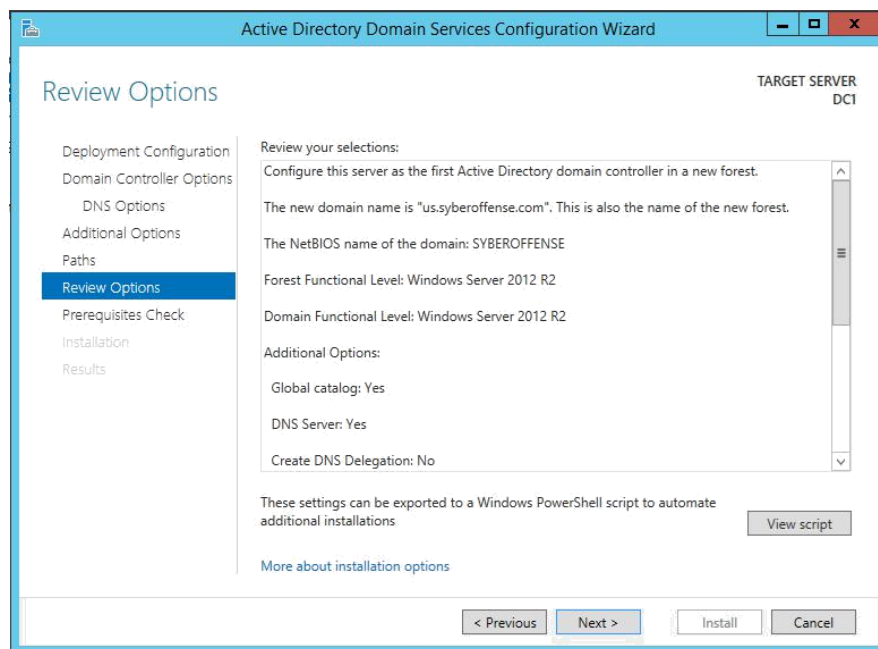 Active Directory Domain Services Configuration Wizard
Review Options
TARGET SERVER
DC1
Deployment Configuration
Domain Controller Options
DNS Options
Additional Options
Paths
Review Options
Prerequisites Check
Installation
Results
Review your selections:
Configure this server as the first Active Directory domain controller in a new forest.
The new domain name is "us.syberoffense.com". This is also the name of the new forest.
The NetBIOS name of the domain: SYBEROFFENSE
Forest Functional Level: Windows Server 2012 R2
Domain Functional Level: Windows Server 2012 R2
Additional Options:
Global catalog: Yes
DNS Server: Yes
Create DNS Delegation: No
These settings can be exported to a Windows PowerShell script to automate
additional installations
View script
More about installation options
< Previous
Next >
Install
Cancel